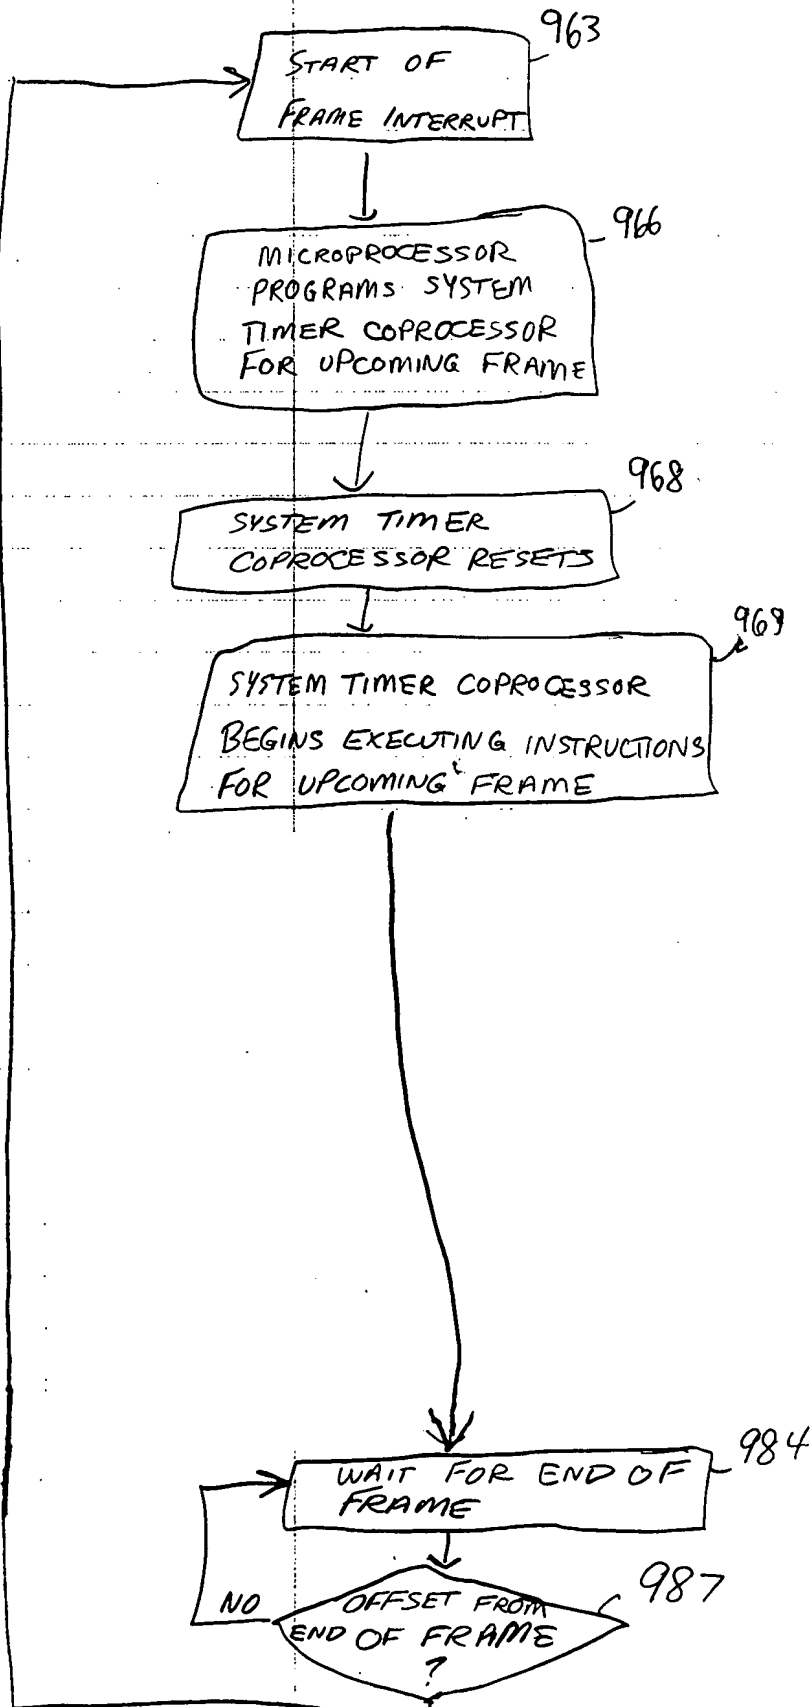 963
START OF
FRAME INTERRUPT
966
MICROPROCESSOR
PROGRAMS SYSTEM
TIMER COPROCESSOR
FOR UPCOMING FRAME
968
SYSTEM TIMER
COPROCESSOR RESETS
969
SYSTEM TIMER COPROCESSOR
BEGINS EXECUTING INSTRUCTIONS
FOR UPCOMING FRAME
984
WAIT FOR END OF
FRAME
987
NO
OFFSET FROM
END OF FRAME
?